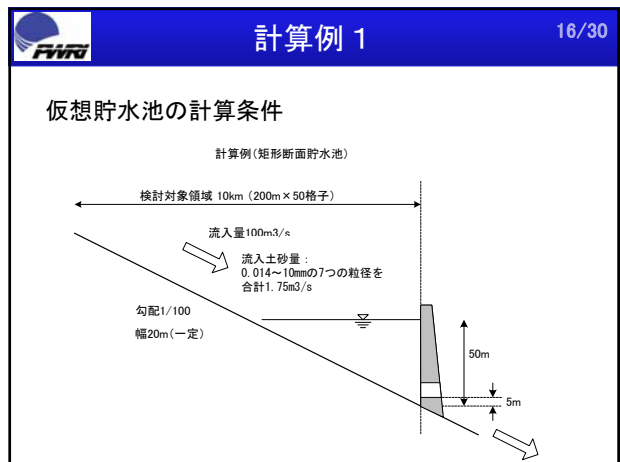 PWRI
計算例1
16/30
仮想貯水池の計算条件
計算例(矩形断面貯水池)
検討対象領域 10km (200m×50格子)
流入量100m3/s
流入土砂量:
0.014~10mmの7つの粒径を
合計1.75m3/s
勾配1/100
幅20m(一定)
50m
5m